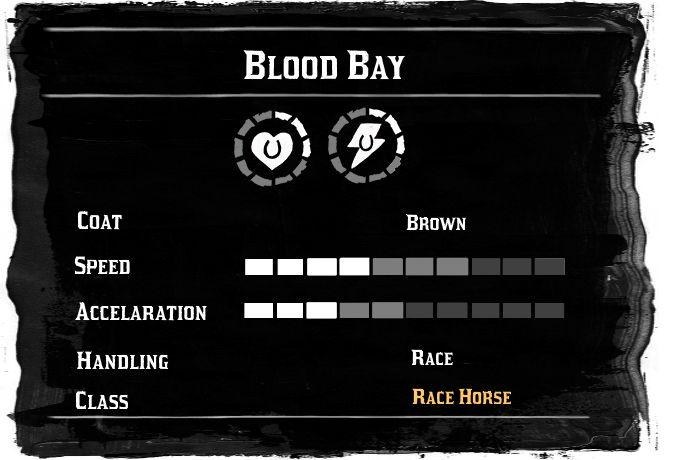 Blood Bay
Coat Brown
Speed
Accelaration
Handling Race
Class Race Horse